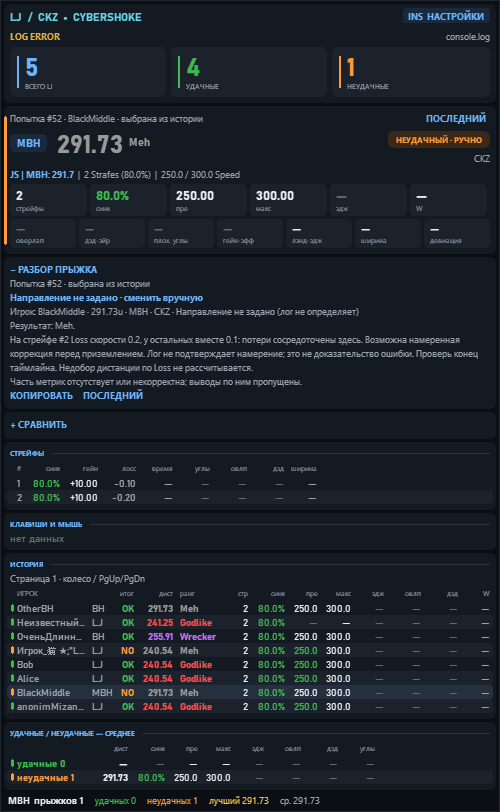 LJ / CKZ · CYBERSHOKE
INS НАСТРОЙКИ
LOG ERROR
console.log
5
4
1
ВСЕГО LJ
УДАЧНЫЕ
НЕУДАЧНЫЕ
Попытка #52 · BlackMiddle · выбрана из истории
ПОСЛЕДНИЙ
MBH 291.73 Meh
НЕУДАЧНЫЙ · РУЧНО
CKZ
JS | MBH: 291.7 | 2 Strafes (80.0%) | 250.0 / 300.0 Speed
2 80.0% 250.00 300.00 — —
стрейфы синк пре макс эдж W
— — — — — — —
оверлап дэд-эйр плох. углы гейн-эфф лэнд-эдж ширина девиация
– РАЗБОР ПРЫЖКА
Попытка #52 · выбрана из истории
Направление не задано · сменить вручную
Игрок: BlackMiddle · 291.73u · MBH · CKZ · Направление не задано (лог не определяет)
Результат: Meh.
На стрейфе #2 Loss скорости 0.2, у остальных вместе 0.1: потери сосредоточены здесь. Возможна намеренная
коррекция перед приземлением. Лог не подтверждает намерение; это не доказательство ошибки. Проверь конец
таймлайна. Недобор дистанции по Loss не рассчитывается.
Часть метрик отсутствует или некорректна; выводы по ним пропущены.
КОПИРОВАТЬ ПОСЛЕДНИЙ
+ СРАВНИТЬ
СТРЕЙФЫ
# синк гейн лосс время углы овлп дэд ширина
1 80.0% +10.00 –0.10 — — — — —
2 80.0% +10.00 –0.20 — — — — —
КЛАВИШИ И МЫШЬ
нет данных
ИСТОРИЯ
Страница 1 · колесо / PgUp/PgDn
ИГРОК итог дист ранг стр синк пре макс эдж овлп дэд W
OtherBH BH OK 291.73 Meh 2 80.0% 250.0 300.0 — — — —
Неизвестный... LJ OK 241.25 Godlike 2 80.0% — — — — — —
ОченьДлинн... LJ OK 255.91 Wrecker 2 80.0% 250.0 300.0 — — — —
Игрок_猫 ★;"L... LJ NO 240.54 Meh 2 80.0% 250.0 300.0 — — — —
Bob LJ OK 240.54 Godlike 2 80.0% 250.0 300.0 — — — —
Alice LJ OK 240.54 Godlike 2 80.0% 250.0 300.0 — — — —
BlackMiddle MBH NO 291.73 Meh 2 80.0% 250.0 300.0 — — — —
anonimMizan... LJ OK 240.54 Godlike 2 80.0% 250.0 300.0 — — — —
УДАЧНЫЕ / НЕУДАЧНЫЕ — СРЕДНЕЕ
дист синк пре макс эдж овлп дэд углы
удачные 0 — — — — — — — —
неудачные 1 291.73 80.0% 250.0 300.0 — — — —
MBH прыжков 1 удачных 0 неудачных 1 лучший 291.73 ср. 291.73